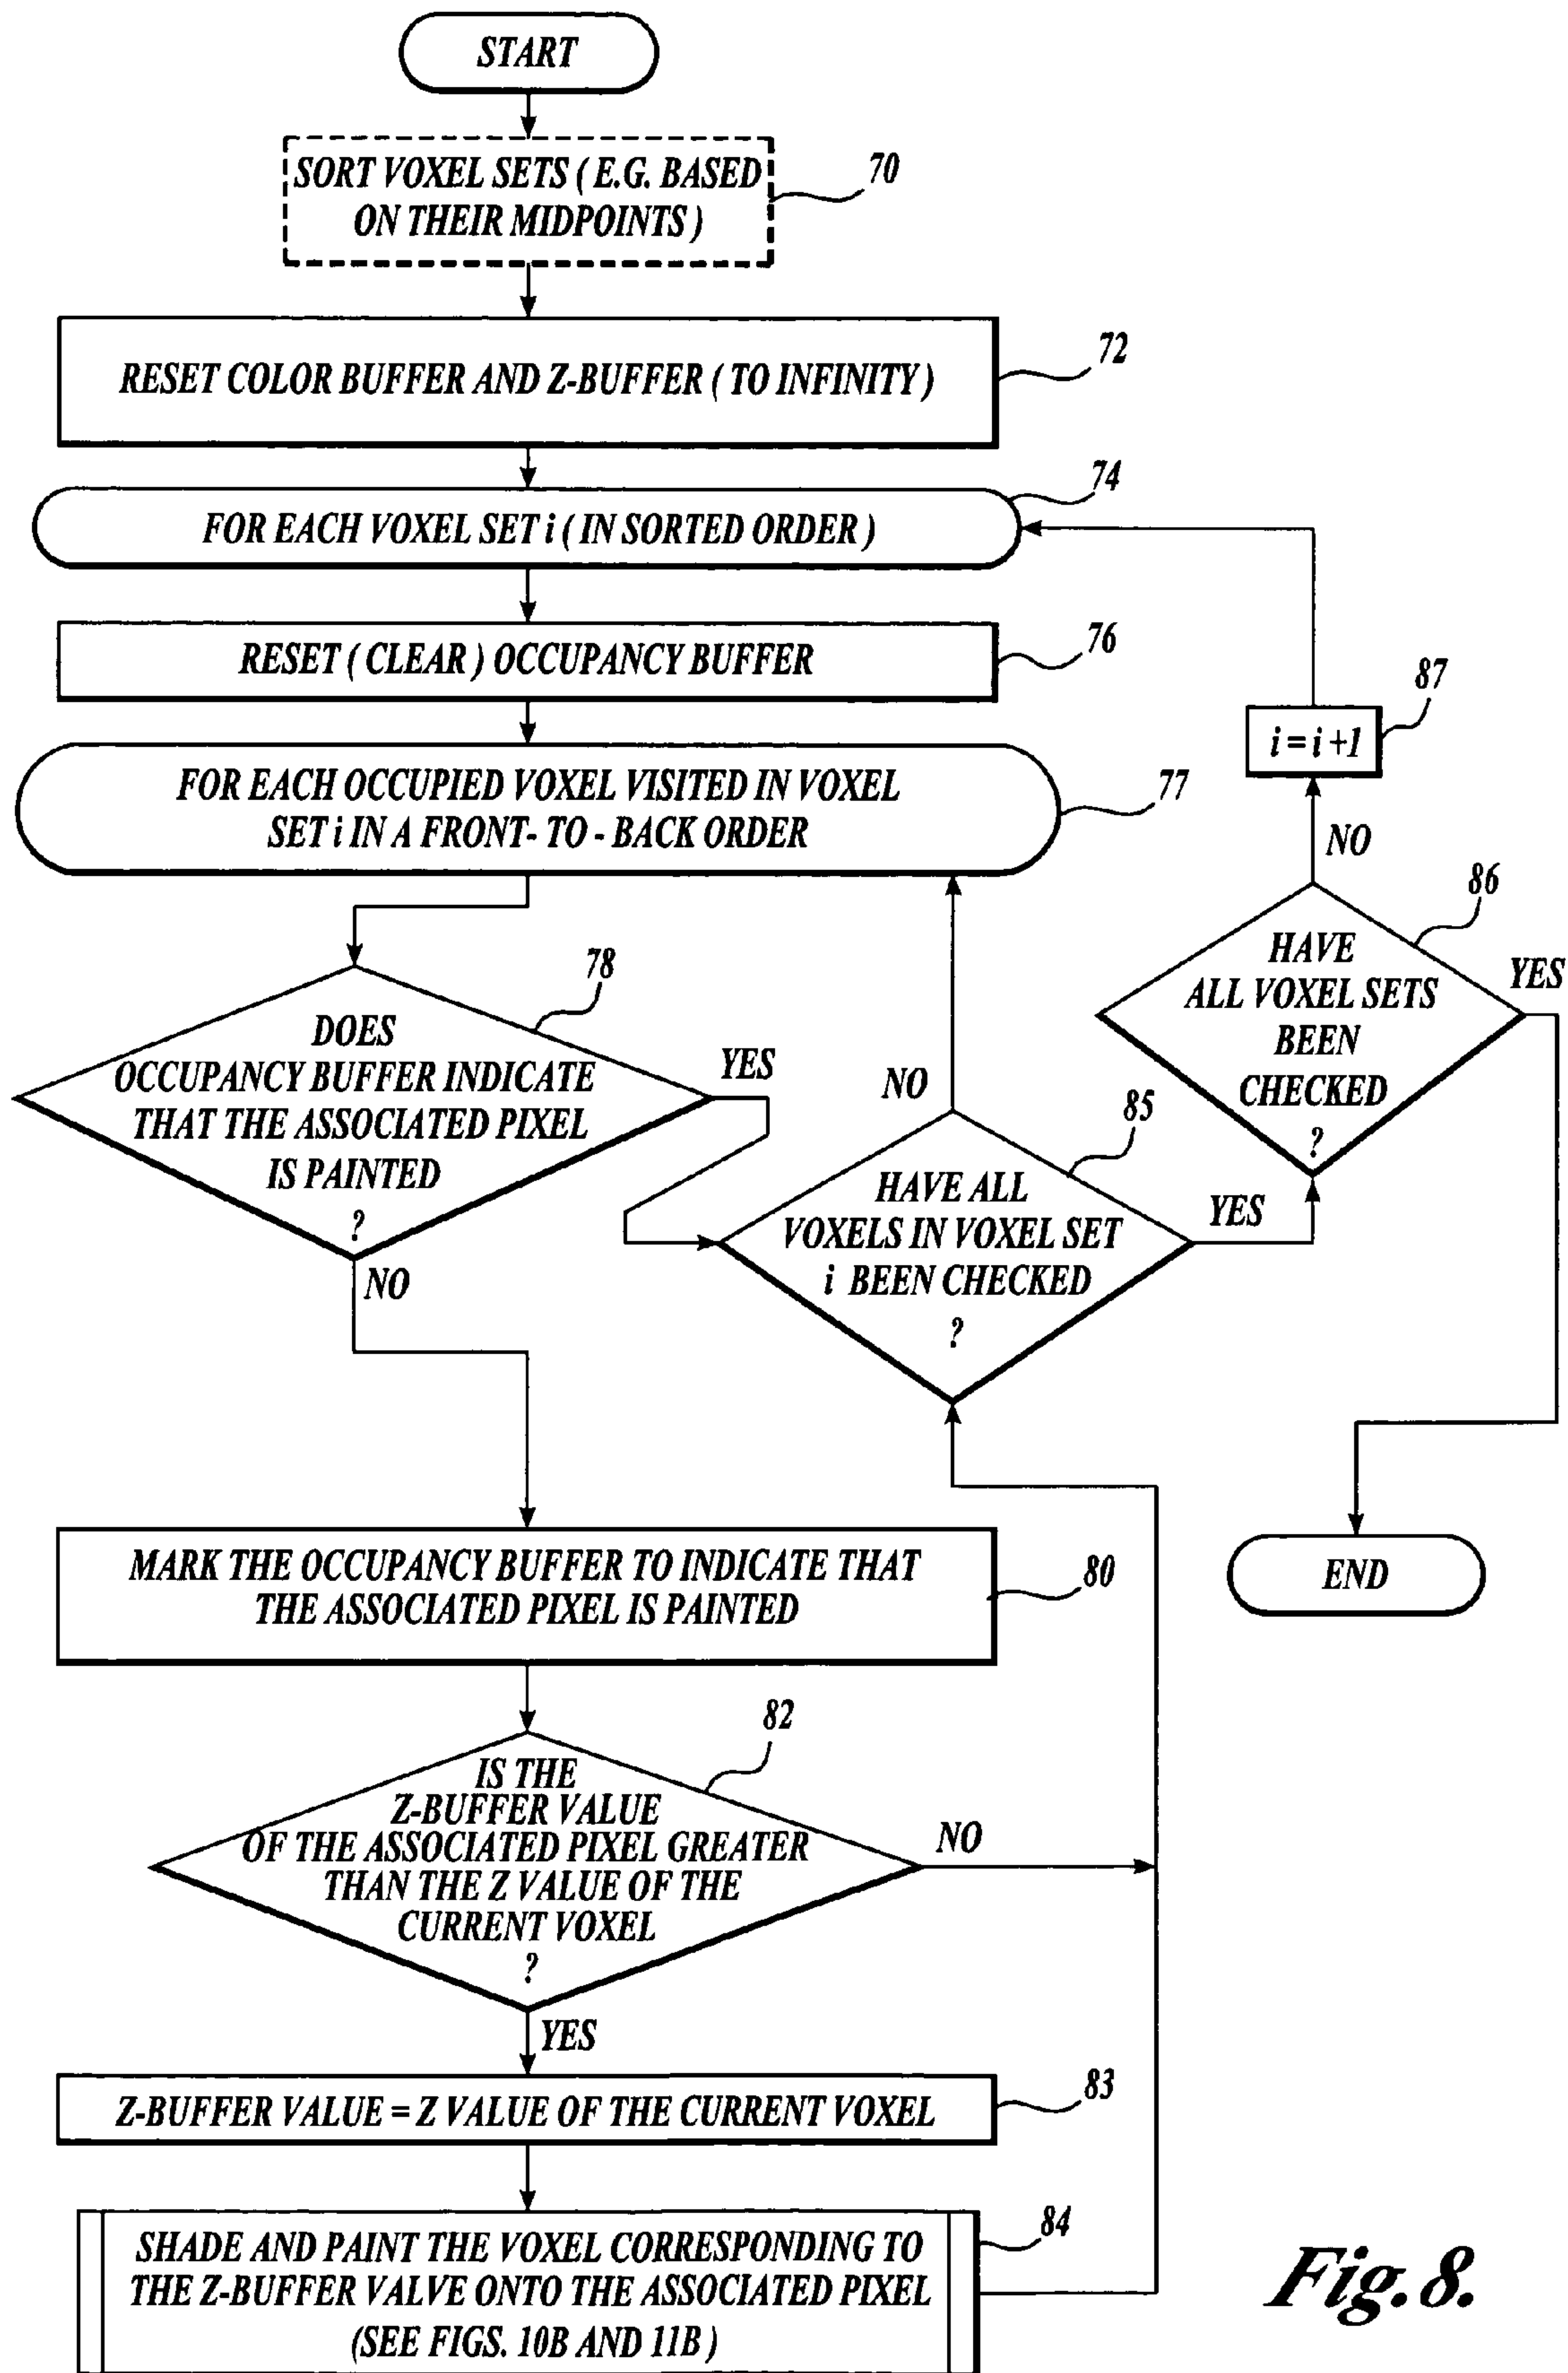 START
SORT VOXEL SETS ( E.G. BASED
ON THEIR MIDPOINTS )
70
RESET COLOR BUFFER AND Z-BUFFER ( TO INFINITY )
72
74
FOR EACH VOXEL SET i ( IN SORTED ORDER )
RESET ( CLEAR ) OCCUPANCY BUFFER
76
87
i = i +1
FOR EACH OCCUPIED VOXEL VISITED IN VOXEL
SET i IN A FRONT- TO - BACK ORDER
77
NO
86
HAVE
ALL VOXEL SETS
BEEN
CHECKED
?
YES
78
DOES
OCCUPANCY BUFFER INDICATE
THAT THE ASSOCIATED PIXEL
IS PAINTED
?
YES
NO
NO
85
HAVE ALL
VOXELS IN VOXEL SET
i BEEN CHECKED
?
YES
MARK THE OCCUPANCY BUFFER TO INDICATE THAT
THE ASSOCIATED PIXEL IS PAINTED
80
END
82
IS THE
Z-BUFFER VALUE
OF THE ASSOCIATED PIXEL GREATER
THAN THE Z VALUE OF THE
CURRENT VOXEL
?
NO
YES
Z-BUFFER VALUE = Z VALUE OF THE CURRENT VOXEL
83
SHADE AND PAINT THE VOXEL CORRESPONDING TO
THE Z-BUFFER VALVE ONTO THE ASSOCIATED PIXEL
(SEE FIGS. 10B AND 11B )
84
Fig. 8.